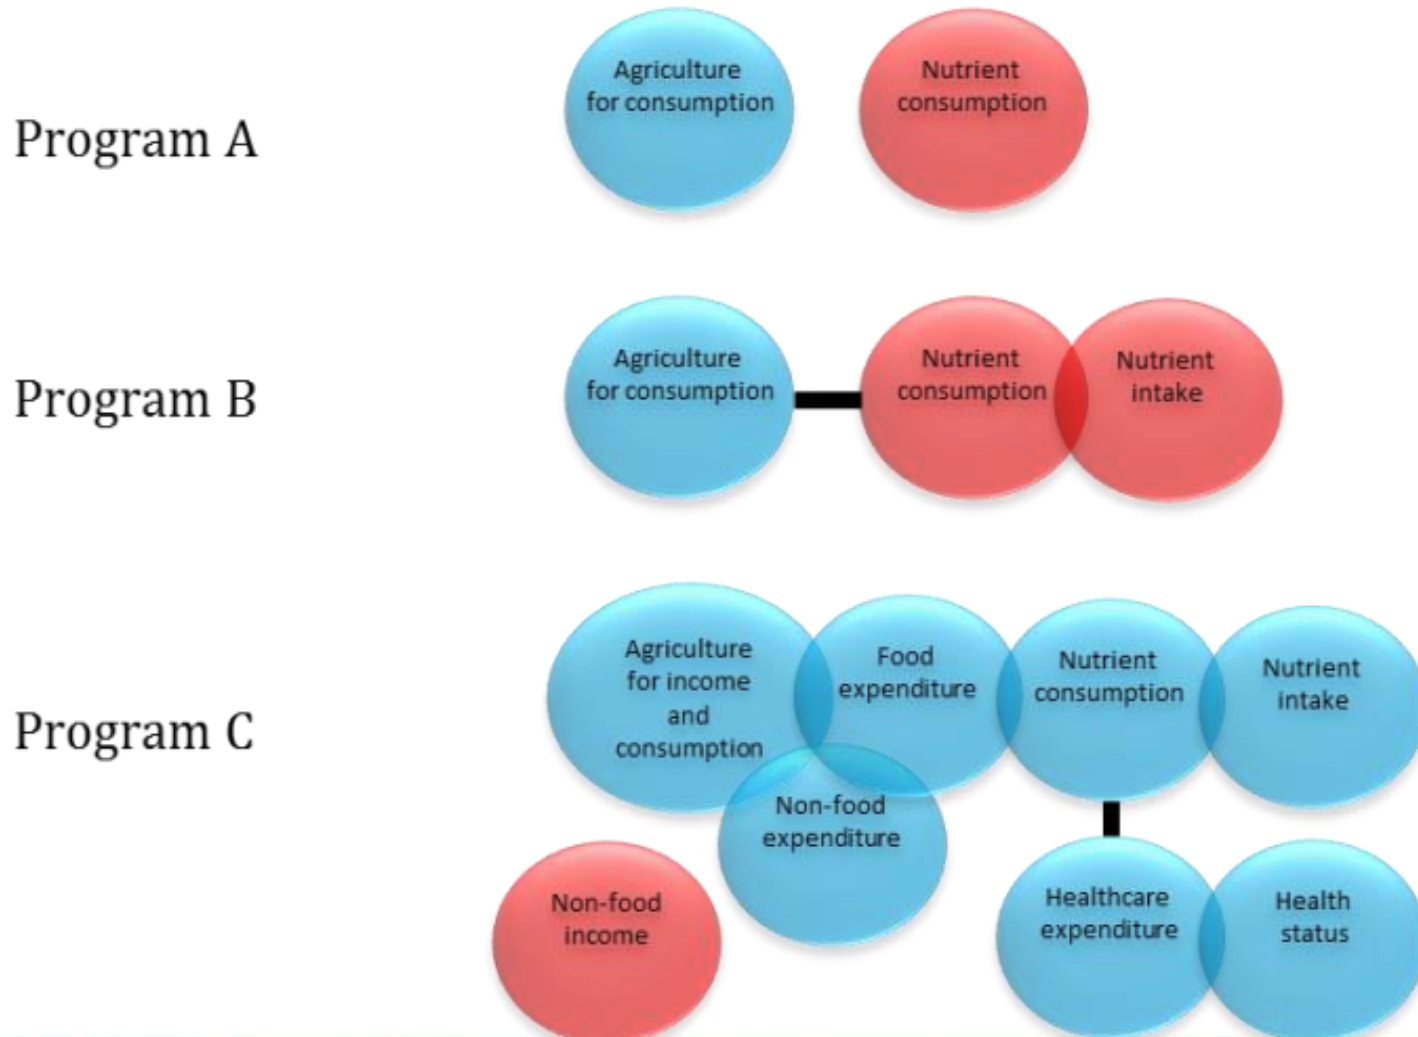 Program A
Agriculture
for consumption
Nutrient
consumption
Program B
Agriculture
for consumption
Nutrient
consumption
Nutrient
intake
Program C
Agriculture
for income
and
consumption
Food
expenditure
Nutrient
consumption
Nutrient
intake
Non-food
expenditure
Non-food
income
Healthcare
expenditure
Health
status